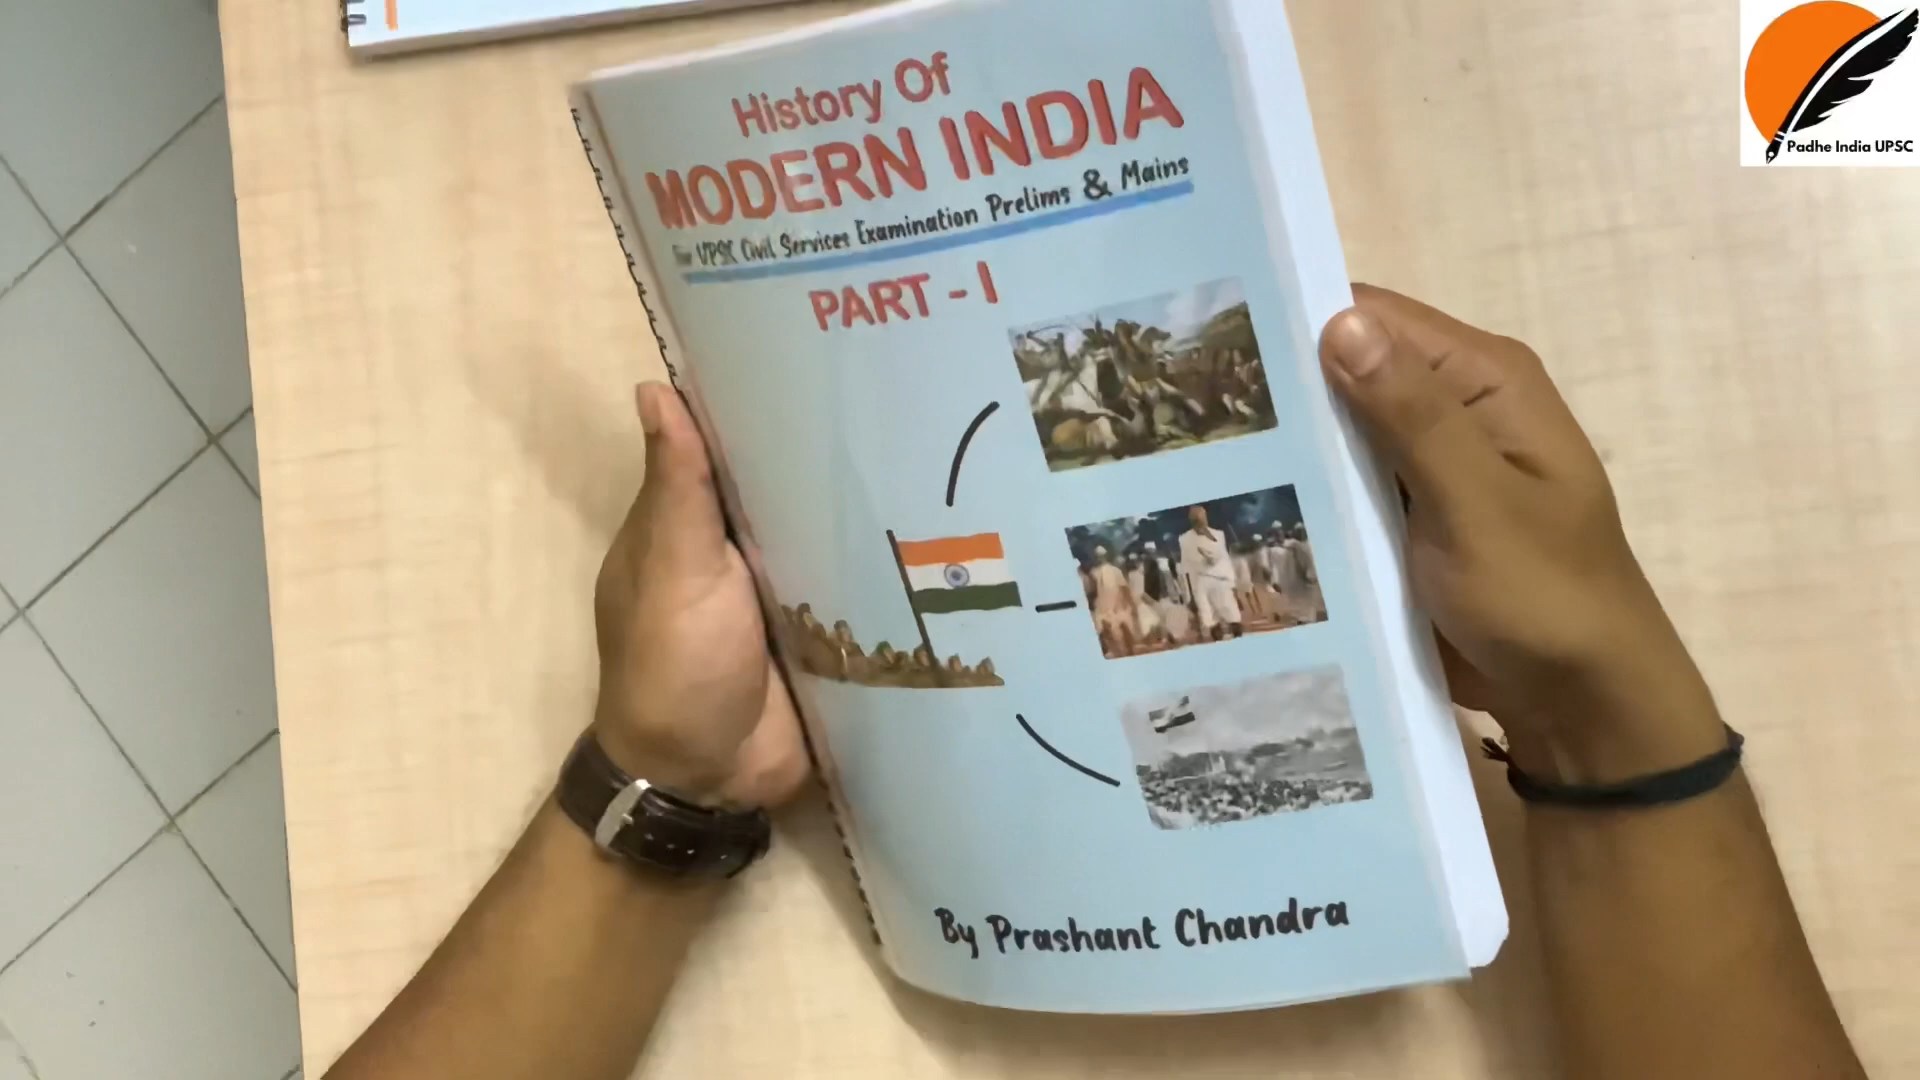 History Of
MODERN INDIA
For UPSC Civil Services Examination Prelims & Mains
PART - I
By Prashant Chandra
Padhe India UPSC